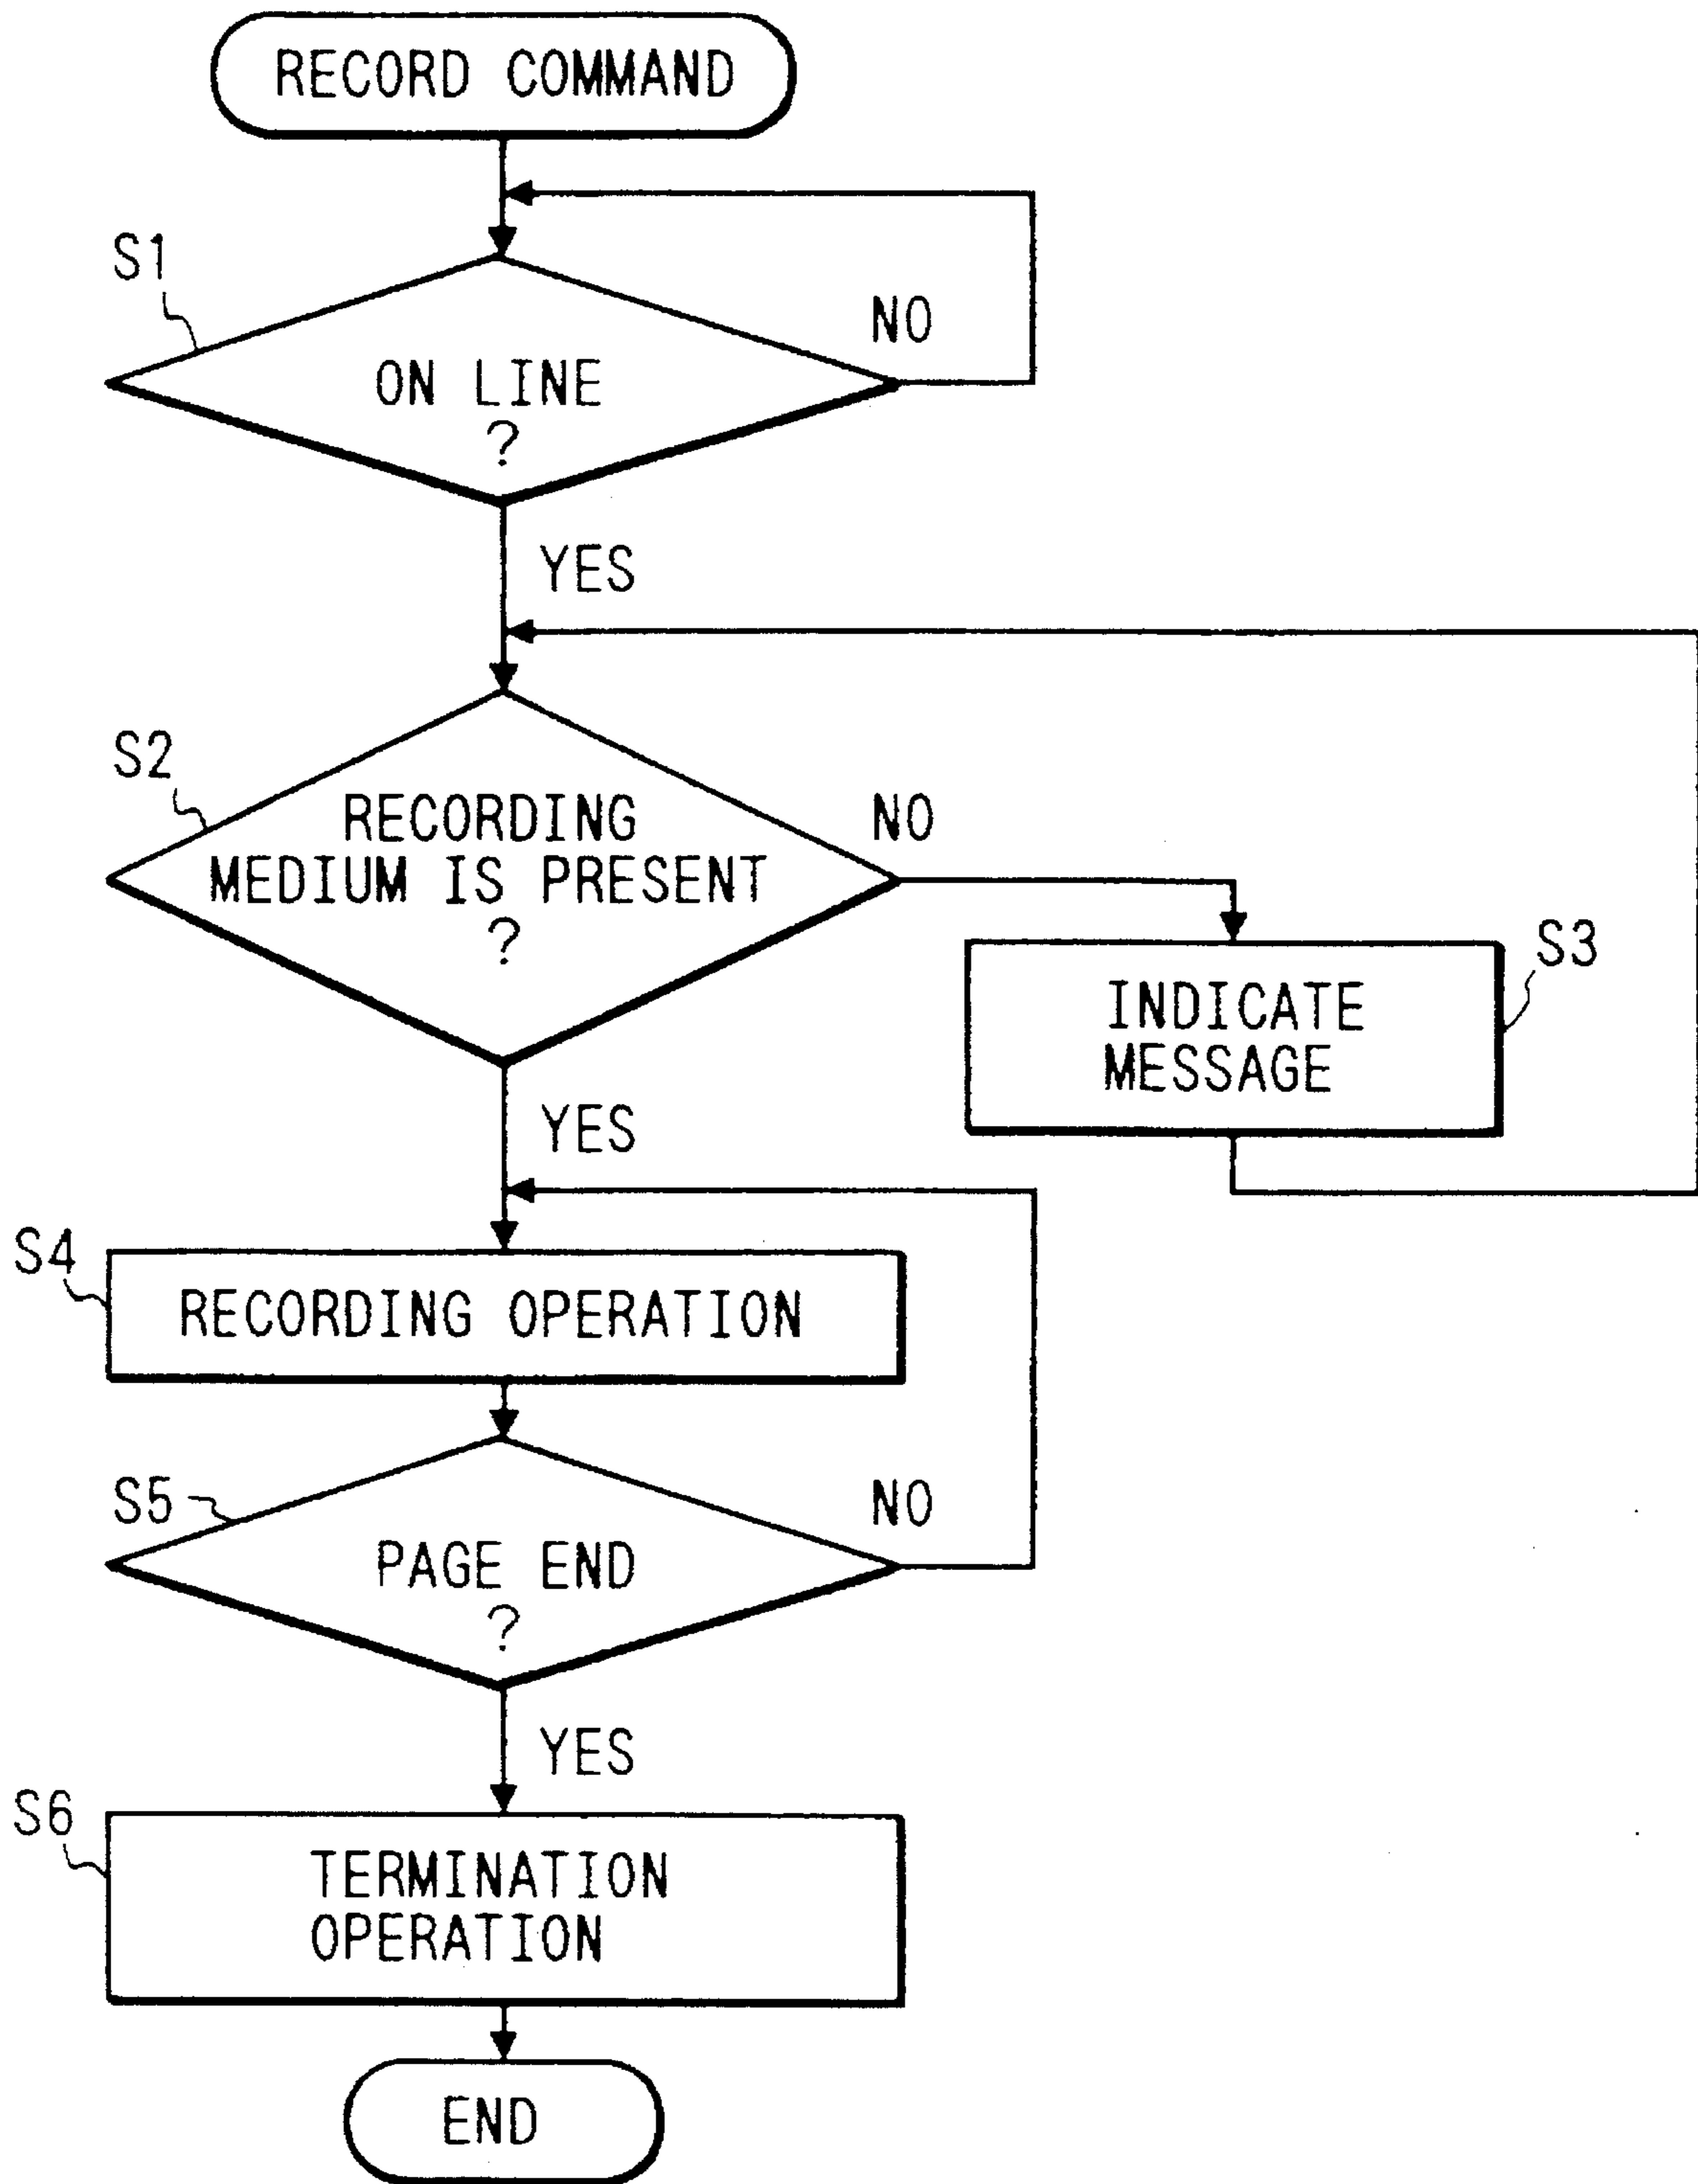 RECORD COMMAND
S1
NO
ON LINE
?
YES
S2
RECORDING
NO
MEDIUM IS PRESENT
?
S3
INDICATE
MESSAGE
YES
S4
RECORDING OPERATION
S5
NO
PAGE END
?
YES
S6
TERMINATION
OPERATION
END